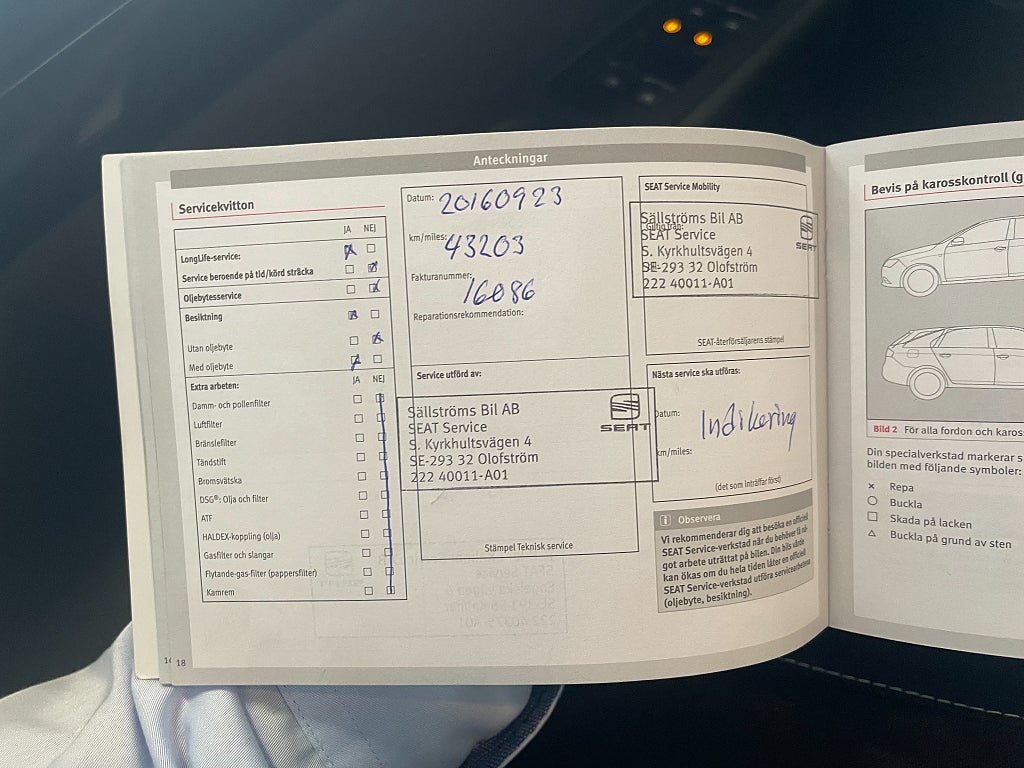 Anteckningar
Servicekvitton
JA NEJ
LongLife-service:
Service beroende på tid/körd sträcka
Oljebytesservice
Besiktning
Utan oljebyte
Med oljebyte
Extra arbeten: JA NEJ
Damm- och pollenfilter
Luftfilter
Bränslefilter
Tändstift
Bromsvätska
DSG®: Olja och filter
ATF
HALDEX-koppling (olja)
Gasfilter och slangar
Flytande-gas-filter (pappersfilter)
Kamrem
Datum: 20160923
km/miles: 43203
Fakturanummer: 16086
Reparationsrekommendation:
Service utförd av:
Sällströms Bil AB
SEAT Service
S. Kyrkhultsvägen 4
SE-293 32 Olofström
222 40011-A01
SEAT
Stämpel Teknisk service
SEAT Service Mobility
Giltig från:
Sällströms Bil AB
SEAT Service
S. Kyrkhultsvägen 4
SE-293 32 Olofström
222 40011-A01
SEAT
SEAT-återförsäljarens stämpel
Nästa service ska utföras:
Datum: Indikering
km/miles:
(det som inträffar först)
i Observera
Vi rekommenderar dig att besöka en officiell
SEAT Service-verkstad när du behöver få nå-
got arbete uträttat på bilen. Din bils värde
kan ökas om du hela tiden låter en officiell
SEAT Service-verkstad utföra servicearbetena
(oljebyte, besiktning).
18
Bevis på karosskontroll (g
Bild 2 För alla fordon och kaross
Din specialverkstad markerar s
bilden med följande symboler:
× Repa
○ Buckla
□ Skada på lacken
△ Buckla på grund av sten